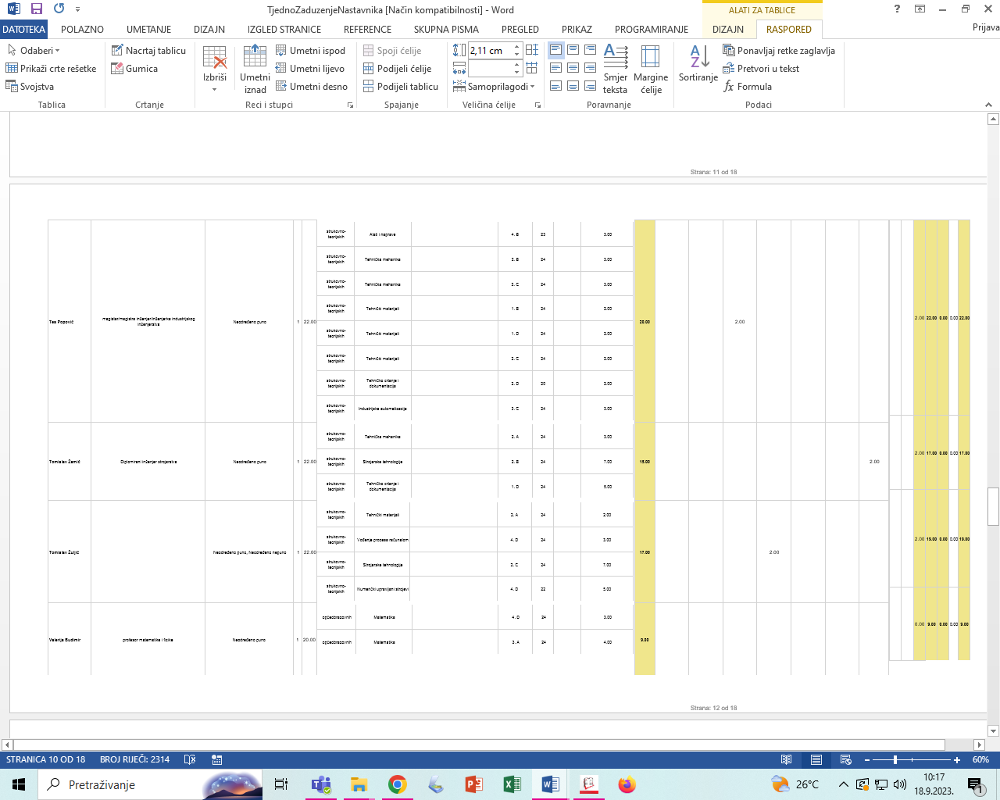 TjednoZaduzenjeNastavnika [Način kompatibilnosti] - Word
ALATI ZA TABLICE
DATOTEKA POLAZNO UMETANJE DIZAJN IZGLED STRANICE REFERENCE SKUPNA PISMA PREGLED PRIKAZ PROGRAMIRANJE DIZAJN RASPORED Prijava
Odaberi
Prikaži crte rešetke
Svojstva
Tablica
Nacrtaj tablicu
Gumica
Crtanje
Izbriši
Umetni iznad
Umetni ispod
Umetni lijevo
Umetni desno
Reci i stupci
Spoji ćelije
Podijeli ćelije
Podijeli tablicu
Spajanje
2,11 cm
Samoprilagodi
Veličina ćelije
Smjer teksta
Margine ćelije
Poravnanje
Sortiranje
Ponavljaj retke zaglavlja
Pretvori u tekst
Formula
Podaci
Strana: 11 od 18
Tea Popović magistar/magistra inženjer/inženjerka industrijskog inženjerstva Neodređeno puno 1 22.00
strukovno-teorijskih Alati i naprave 4. B 23 3.00
strukovno-teorijskih Tehnička mehanika 2. B 24 3.00
strukovno-teorijskih Tehnička mehanika 2. C 24 3.00
strukovno-teorijskih Tehnički materijali 1. B 24 2.00
strukovno-teorijskih Tehnički materijali 1. D 24 2.00
strukovno-teorijskih Tehnički materijali 2. C 24 2.00
strukovno-teorijskih Tehničko crtanje i dokumentacija 2. D 20 2.00
strukovno-teorijskih Industrijska automatizacija 3. C 24 3.00
20.00 2.00 2.00 22.00 0.00 0.00 22.00
Tomislav Žamić Diplomirani inženjer strojarstva Neodređeno puno 1 22.00
strukovno-teorijskih Tehnička mehanika 2. A 24 3.00
strukovno-teorijskih Strojarske tehnologije 2. B 24 7.00
strukovno-teorijskih Tehničko crtanje i dokumentacija 1. D 24 5.00
15.00 2.00 2.00 17.00 0.00 0.00 17.00
Tomislav Žuljić Neodređeno puno, Neodređeno nepuno 1 22.00
strukovno-teorijskih Tehnički materijali 2. A 24 2.00
strukovno-teorijskih Vođenje procesa računalom 4. D 24 3.00
strukovno-teorijskih Strojarske tehnologije 2. C 24 7.00
strukovno-teorijskih Numerički upravljani strojevi 4. D 22 5.00
17.00 2.00 2.00 19.00 0.00 0.00 19.00
Valerija Budimir profesor matematike i fizike Neodređeno puno 1 20.00
općeobrazovnih Matematika 4. D 24 3.00
općeobrazovnih Matematika 3. A 24 4.00
9.00 0.00 9.00 0.00 0.00 9.00
Strana: 12 od 18
STRANICA 10 OD 18 BROJ RIJEČI: 2314 60%
Pretraživanje
26°C
10:17
18.9.2023.
1